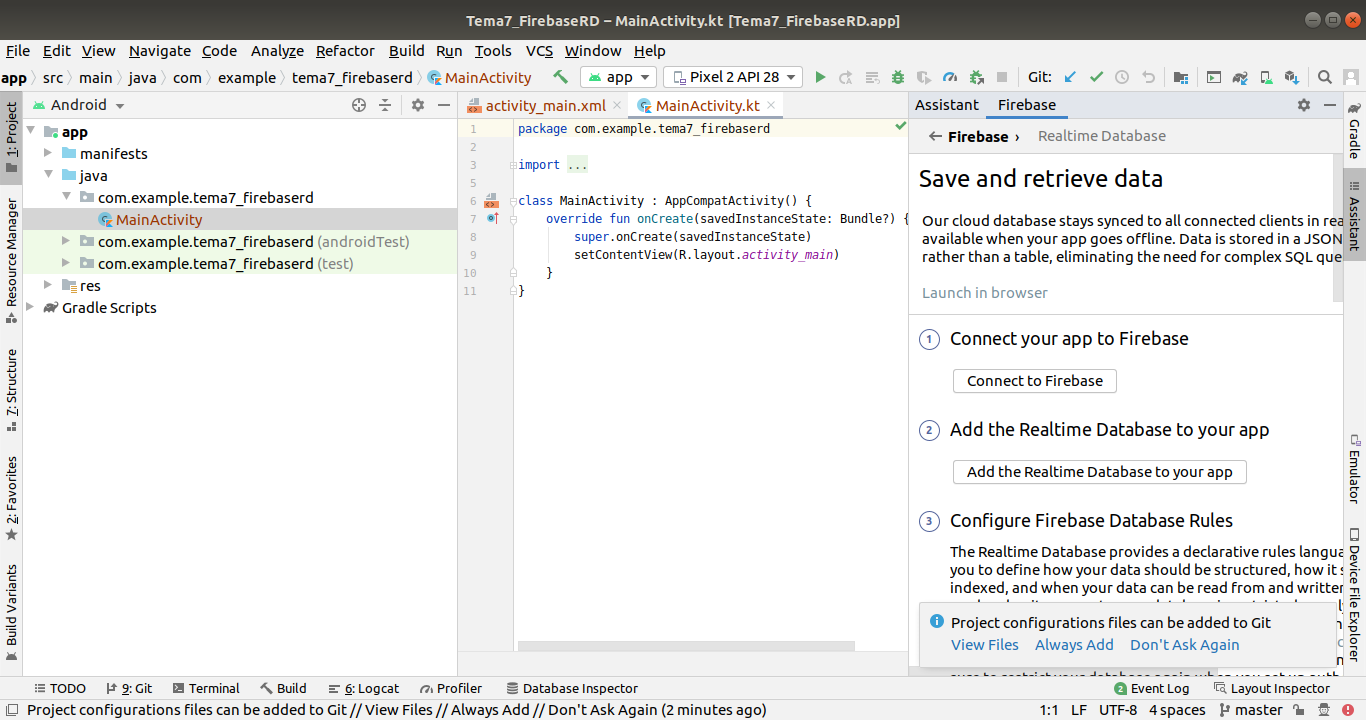 Tema7_FirebaseRD – MainActivity.kt [Tema7_FirebaseRD.app]
File Edit View Navigate Code Analyze Refactor Build Run Tools VCS Window Help
app src main java com example tema7_firebaserd MainActivity app Pixel 2 API 28 Git:
Android
activity_main.xml MainActivity.kt
Assistant Firebase
1: Project
Resource Manager
7: Structure
2: Favorites
Build Variants
app
manifests
java
com.example.tema7_firebaserd
MainActivity
com.example.tema7_firebaserd (androidTest)
com.example.tema7_firebaserd (test)
res
Gradle Scripts
1 package com.example.tema7_firebaserd
2
3 import ...
5
6 class MainActivity : AppCompatActivity() {
7 override fun onCreate(savedInstanceState: Bundle?) {
8 super.onCreate(savedInstanceState)
9 setContentView(R.layout.activity_main)
10 }
11 }
Firebase › Realtime Database
Save and retrieve data
Our cloud database stays synced to all connected clients in rea
available when your app goes offline. Data is stored in a JSON
rather than a table, eliminating the need for complex SQL que
Launch in browser
1 Connect your app to Firebase
Connect to Firebase
2 Add the Realtime Database to your app
Add the Realtime Database to your app
3 Configure Firebase Database Rules
The Realtime Database provides a declarative rules langua
you to define how your data should be structured, how it s
indexed, and when your data can be read from and written
Project configurations files can be added to Git
View Files Always Add Don't Ask Again
Gradle
Assistant
Emulator
Device File Explorer
TODO 9: Git Terminal Build 6: Logcat Profiler Database Inspector 2 Event Log Layout Inspector
Project configurations files can be added to Git // View Files // Always Add // Don't Ask Again (2 minutes ago) 1:1 LF UTF-8 4 spaces master